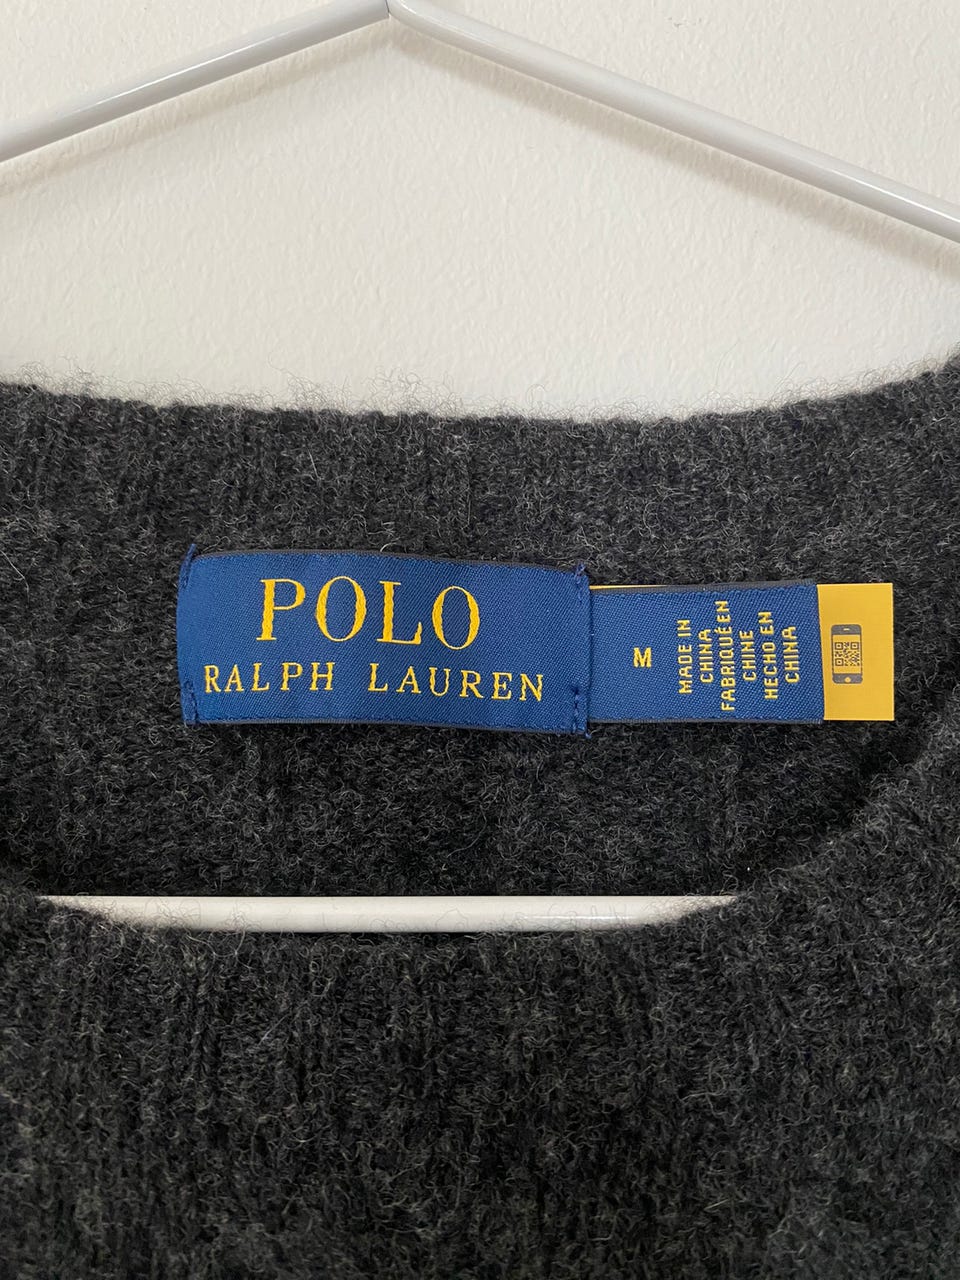 POLO
RALPH LAUREN
M
MADE IN
CHINA
FABRIQUÉ EN
CHINE
HECHO EN
CHINA